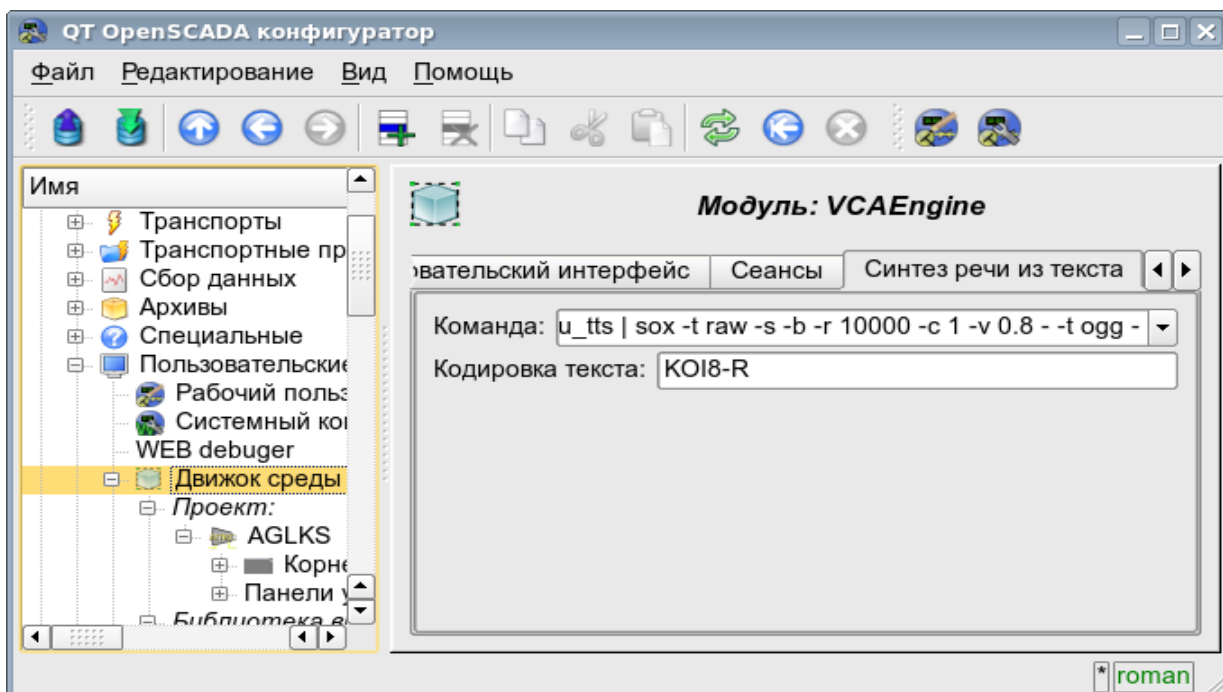 QT OpenSCADA конфигуратор
Файл Редактирование Вид Помощь
Имя
Транспорты
Транспортные пр
Сбор данных
Архивы
Специальные
Пользовательские
Рабочий польз
Системный ко
WEB debuger
Движок среды
Проект:
AGLKS
Корне
Панели у
Библиотека в
Модуль: VCAEngine
овательский интерфейс Сеансы Синтез речи из текста
Команда: u_tts | sox -t raw -s -b -r 10000 -c 1 -v 0.8 - -t ogg -
Кодировка текста: KOI8-R
* roman